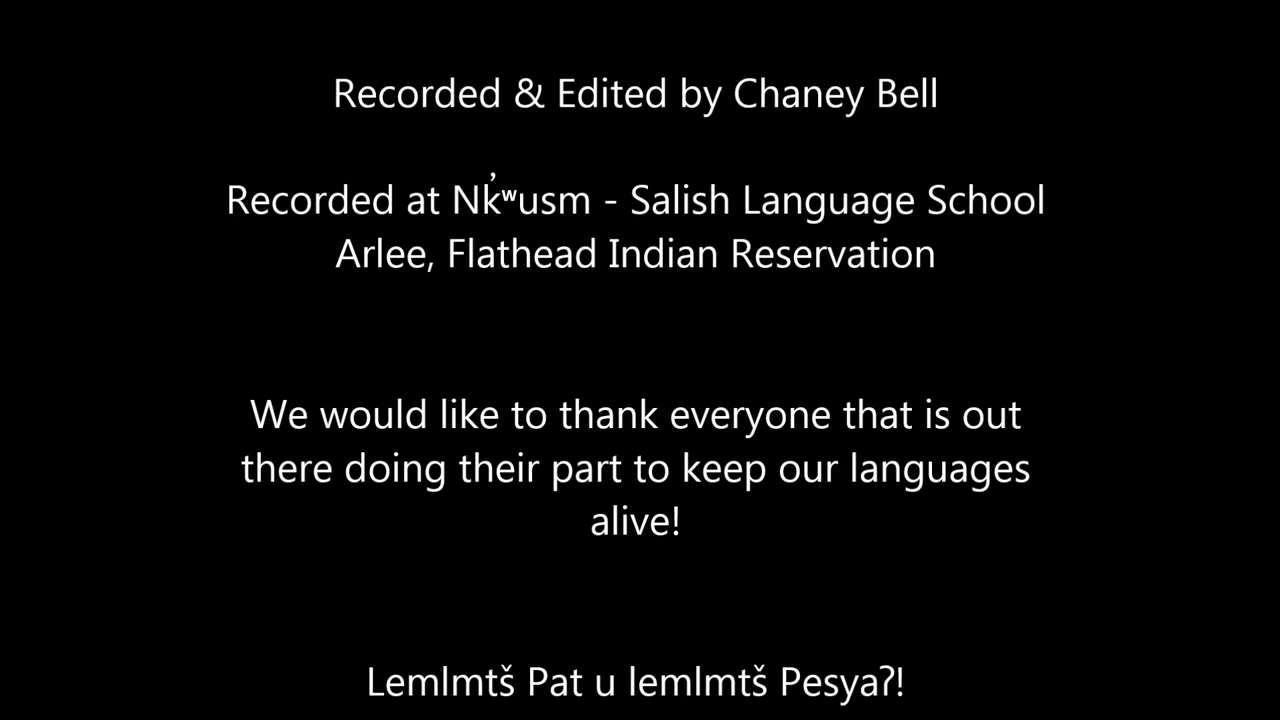 Recorded & Edited by Chaney Bell
Recorded at Nk̓ʷusm - Salish Language School
Arlee, Flathead Indian Reservation
We would like to thank everyone that is out
there doing their part to keep our languages
alive!
Lemlmtš Pat u lemlmtš Pesyaʔ!